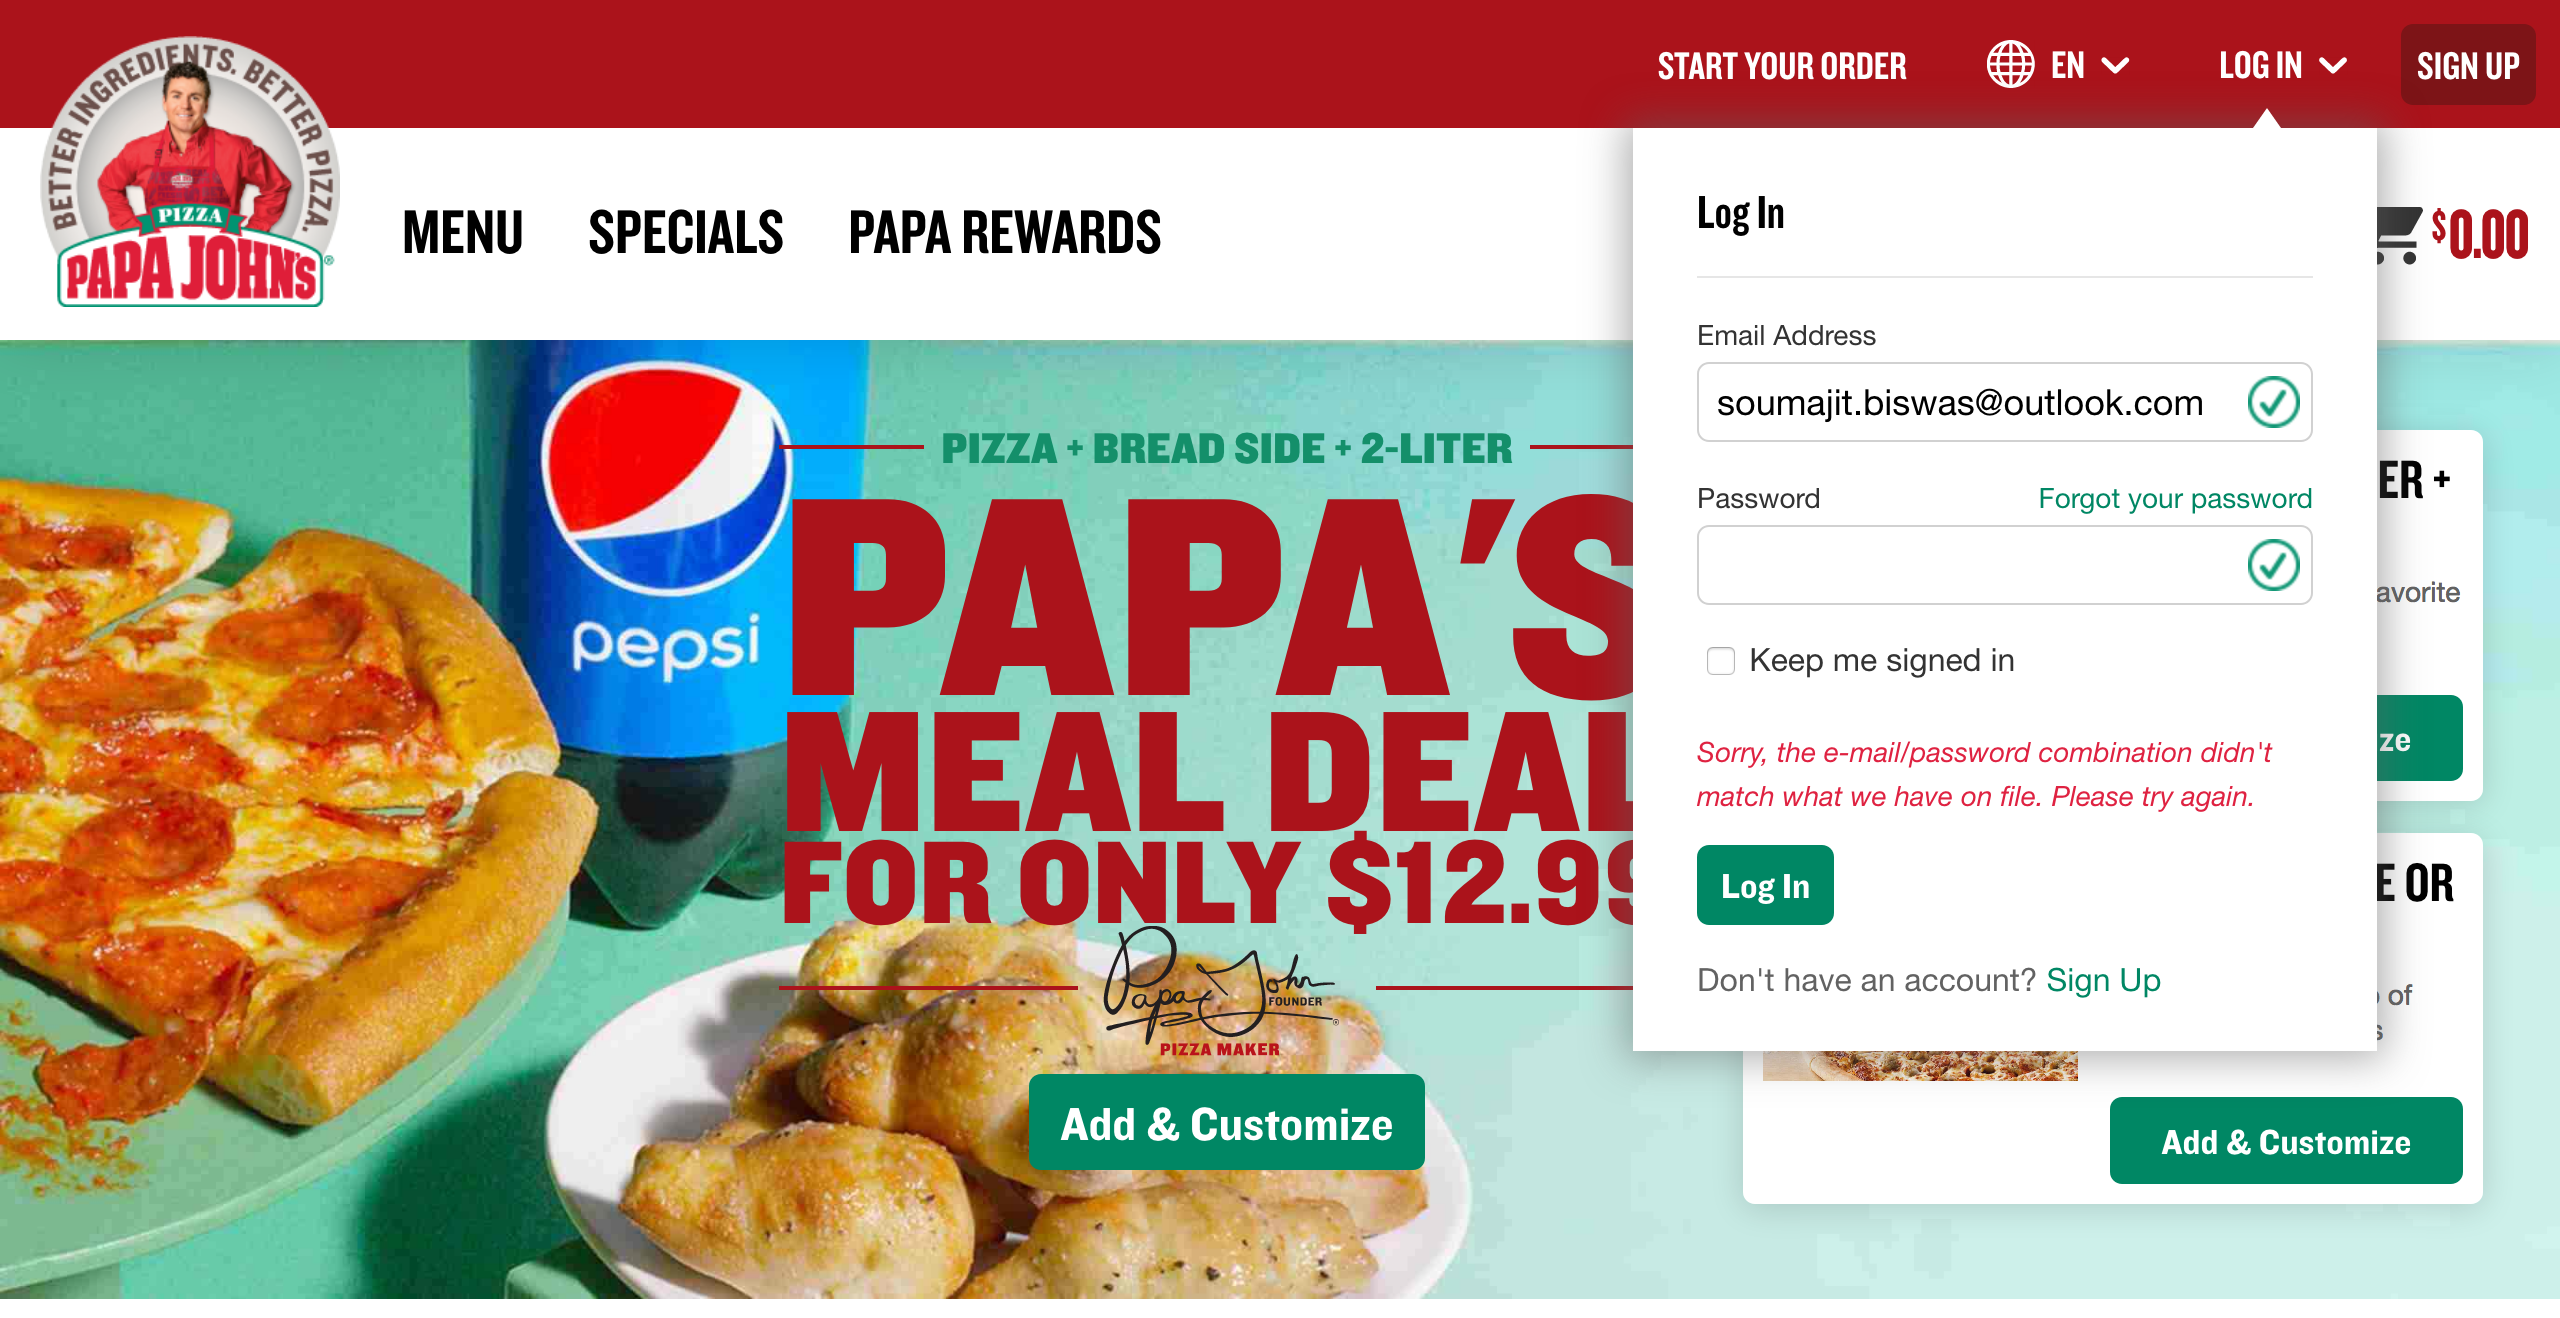 START YOUR ORDER
EN
LOG IN
SIGN UP
BETTER INGREDIENTS. BETTER PIZZA.
PIZZA
PAPA JOHN'S®
MENU
SPECIALS
PAPA REWARDS
$0.00
Log In
Email Address
soumajit.biswas@outlook.com
Password
Forgot your password
Keep me signed in
Sorry, the e-mail/password combination didn't
match what we have on file. Please try again.
Log In
Don't have an account? Sign Up
pepsi
PIZZA + BREAD SIDE + 2-LITER
PAPA'S
MEAL DEAL
FOR ONLY $12.99
Papa John
FOUNDER
PIZZA MAKER
Add & Customize
ER +
avorite
ze
E OR
of
Add & Customize